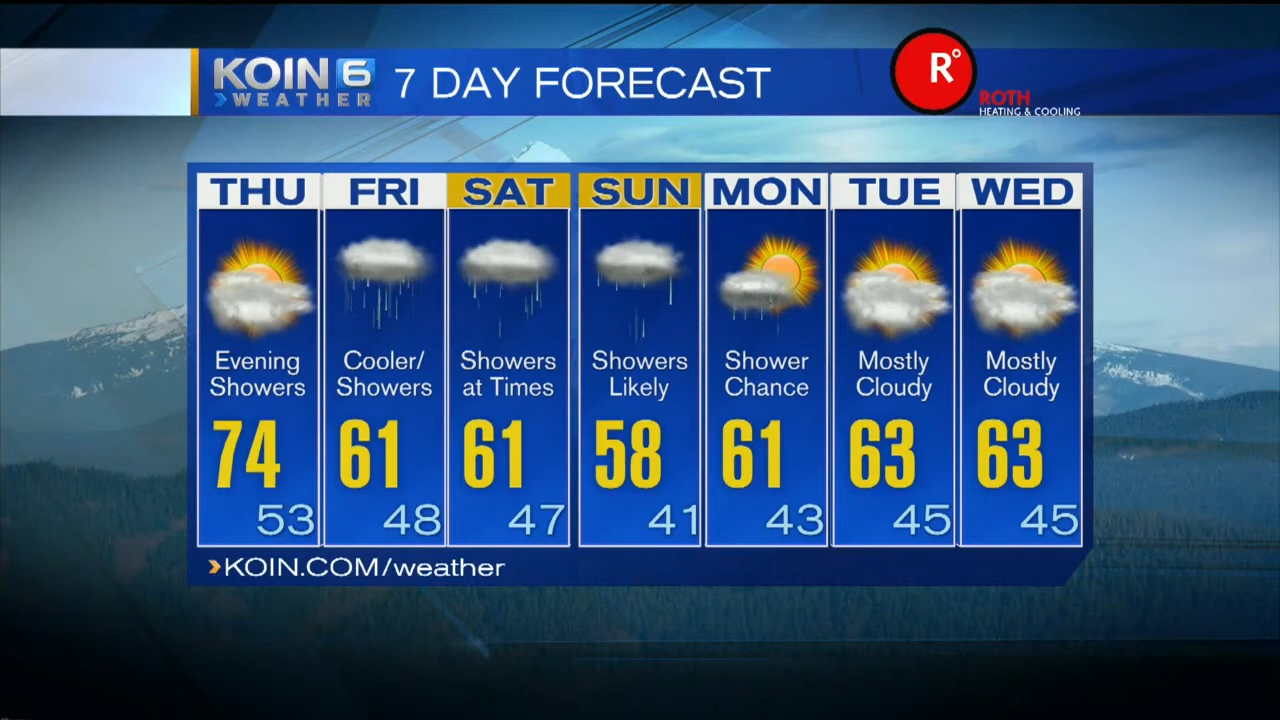 KOIN 6
WEATHER
7 DAY FORECAST
R°
ROTH
HEATING & COOLING
THU FRI SAT SUN MON TUE WED
Evening Cooler/ Showers Showers Shower Mostly Mostly
Showers Showers at Times Likely Chance Cloudy Cloudy
74 61 61 58 61 63 63
53 48 47 41 43 45 45
KOIN.COM/weather